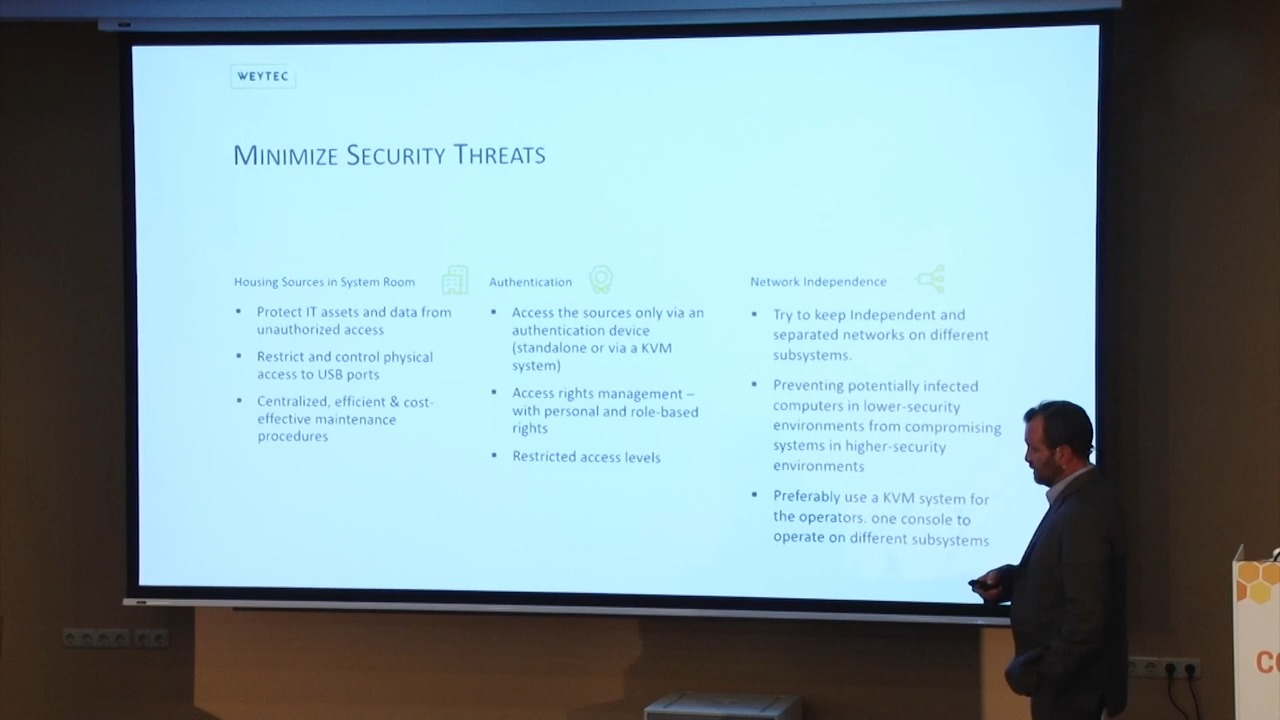 WEYTEC
MINIMIZE SECURITY THREATS
Housing Sources in System Room
▪ Protect IT assets and data from
unauthorized access
▪ Restrict and control physical
access to USB ports
▪ Centralized, efficient & cost-
effective maintenance
procedures
Authentication
▪ Access the sources only via an
authentication device
(standalone or via a KVM
system)
▪ Access rights management –
with personal and role-based
rights
▪ Restricted access levels
Network Independence
▪ Try to keep Independent and
separated networks on different
subsystems.
▪ Preventing potentially infected
computers in lower-security
environments from compromising
systems in higher-security
environments
▪ Preferably use a KVM system for
the operators. one console to
operate on different subsystems